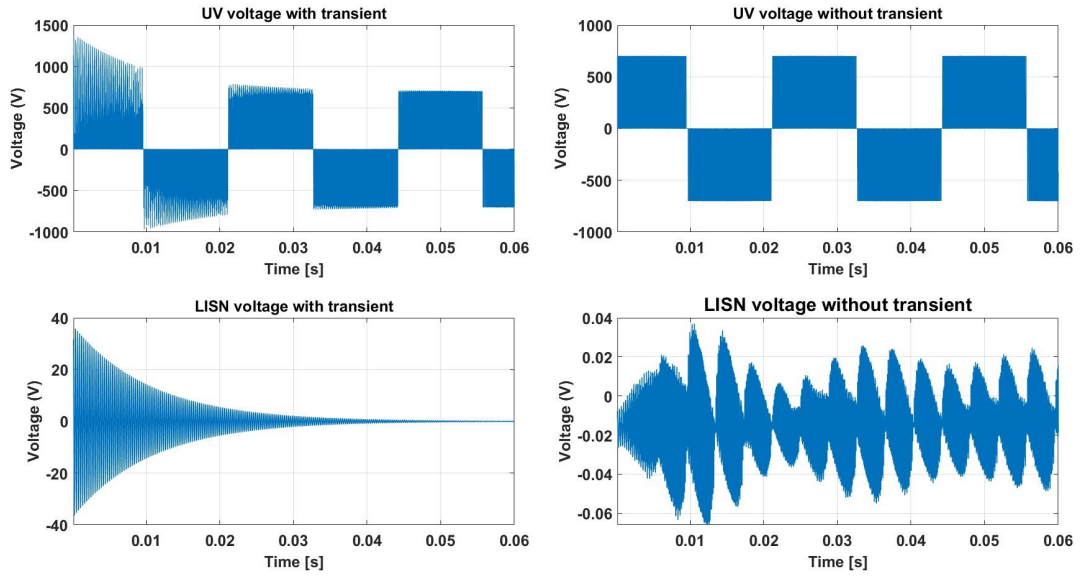 UV voltage with transient
1500
1000
500
0
-500
-1000
Voltage (V)
0.01 0.02 0.03 0.04 0.05 0.06
Time [s]
UV voltage without transient
1000
500
0
-500
-1000
Voltage (V)
0.01 0.02 0.03 0.04 0.05 0.06
Time [s]
LISN voltage with transient
40
20
0
-20
-40
Voltage (V)
0.01 0.02 0.03 0.04 0.05 0.06
Time [s]
LISN voltage without transient
0.04
0.02
0
-0.02
-0.04
-0.06
Voltage (V)
0.01 0.02 0.03 0.04 0.05 0.06
Time [s]